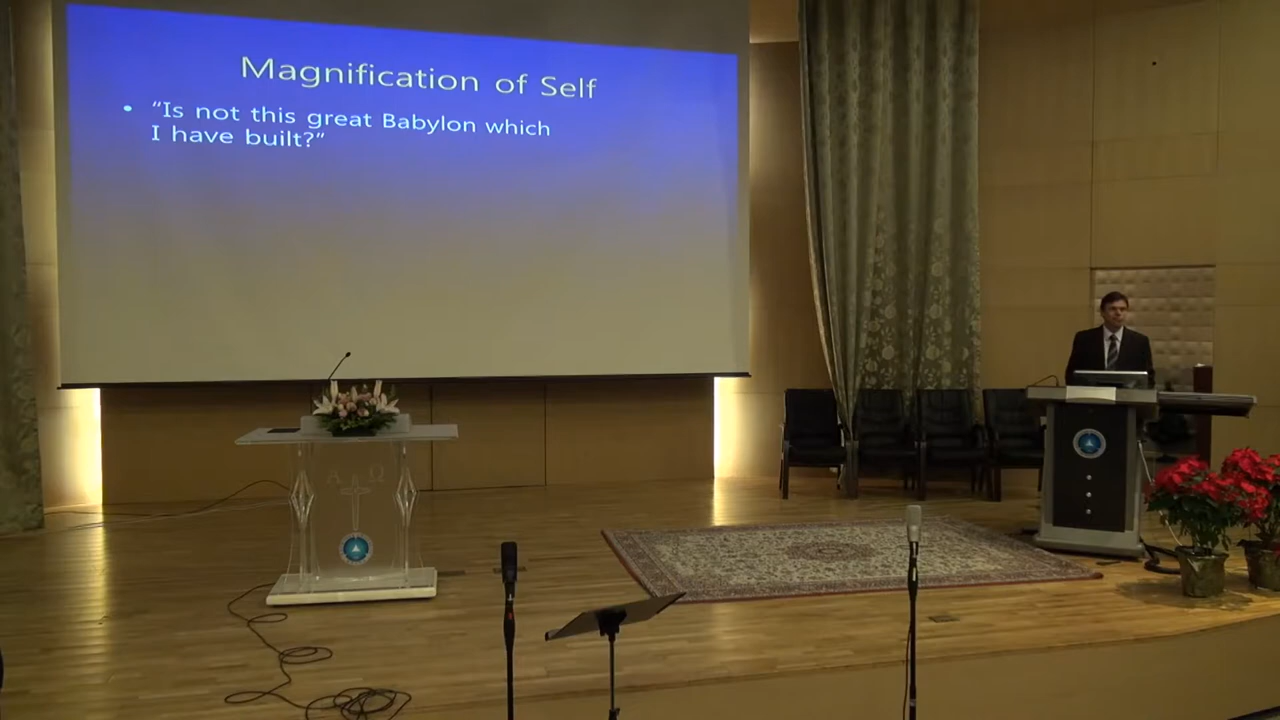 Magnification of Self
• “Is not this great Babylon which
I have built?”
Α Ω